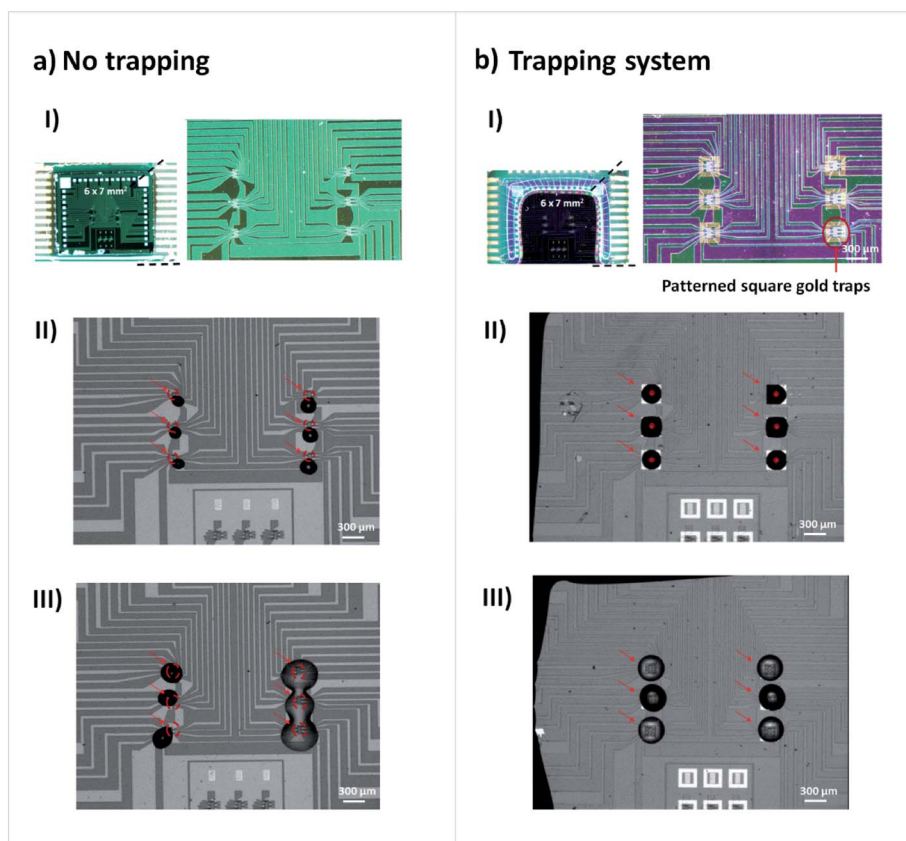 a) No trapping
I)
6 x 7 mm²
II)
300 µm
III)
300 µm
b) Trapping system
I)
6 x 7 mm²
300 µm
Patterned square gold traps
II)
300 µm
III)
300 µm